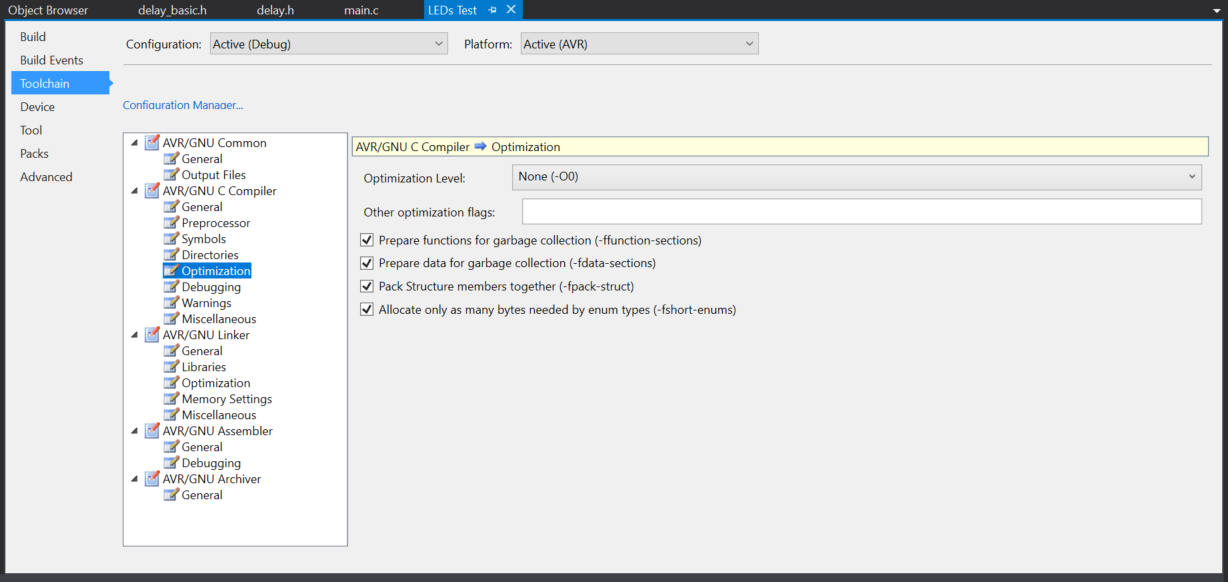 Object Browser delay_basic.h delay.h main.c LEDs Test
Build
Build Events
Toolchain
Device
Tool
Packs
Advanced
Configuration: Active (Debug) Platform: Active (AVR)
Configuration Manager...
AVR/GNU Common
General
Output Files
AVR/GNU C Compiler
General
Preprocessor
Symbols
Directories
Optimization
Debugging
Warnings
Miscellaneous
AVR/GNU Linker
General
Libraries
Optimization
Memory Settings
Miscellaneous
AVR/GNU Assembler
General
Debugging
AVR/GNU Archiver
General
AVR/GNU C Compiler ➡ Optimization
Optimization Level: None (-O0)
Other optimization flags:
Prepare functions for garbage collection (-ffunction-sections)
Prepare data for garbage collection (-fdata-sections)
Pack Structure members together (-fpack-struct)
Allocate only as many bytes needed by enum types (-fshort-enums)